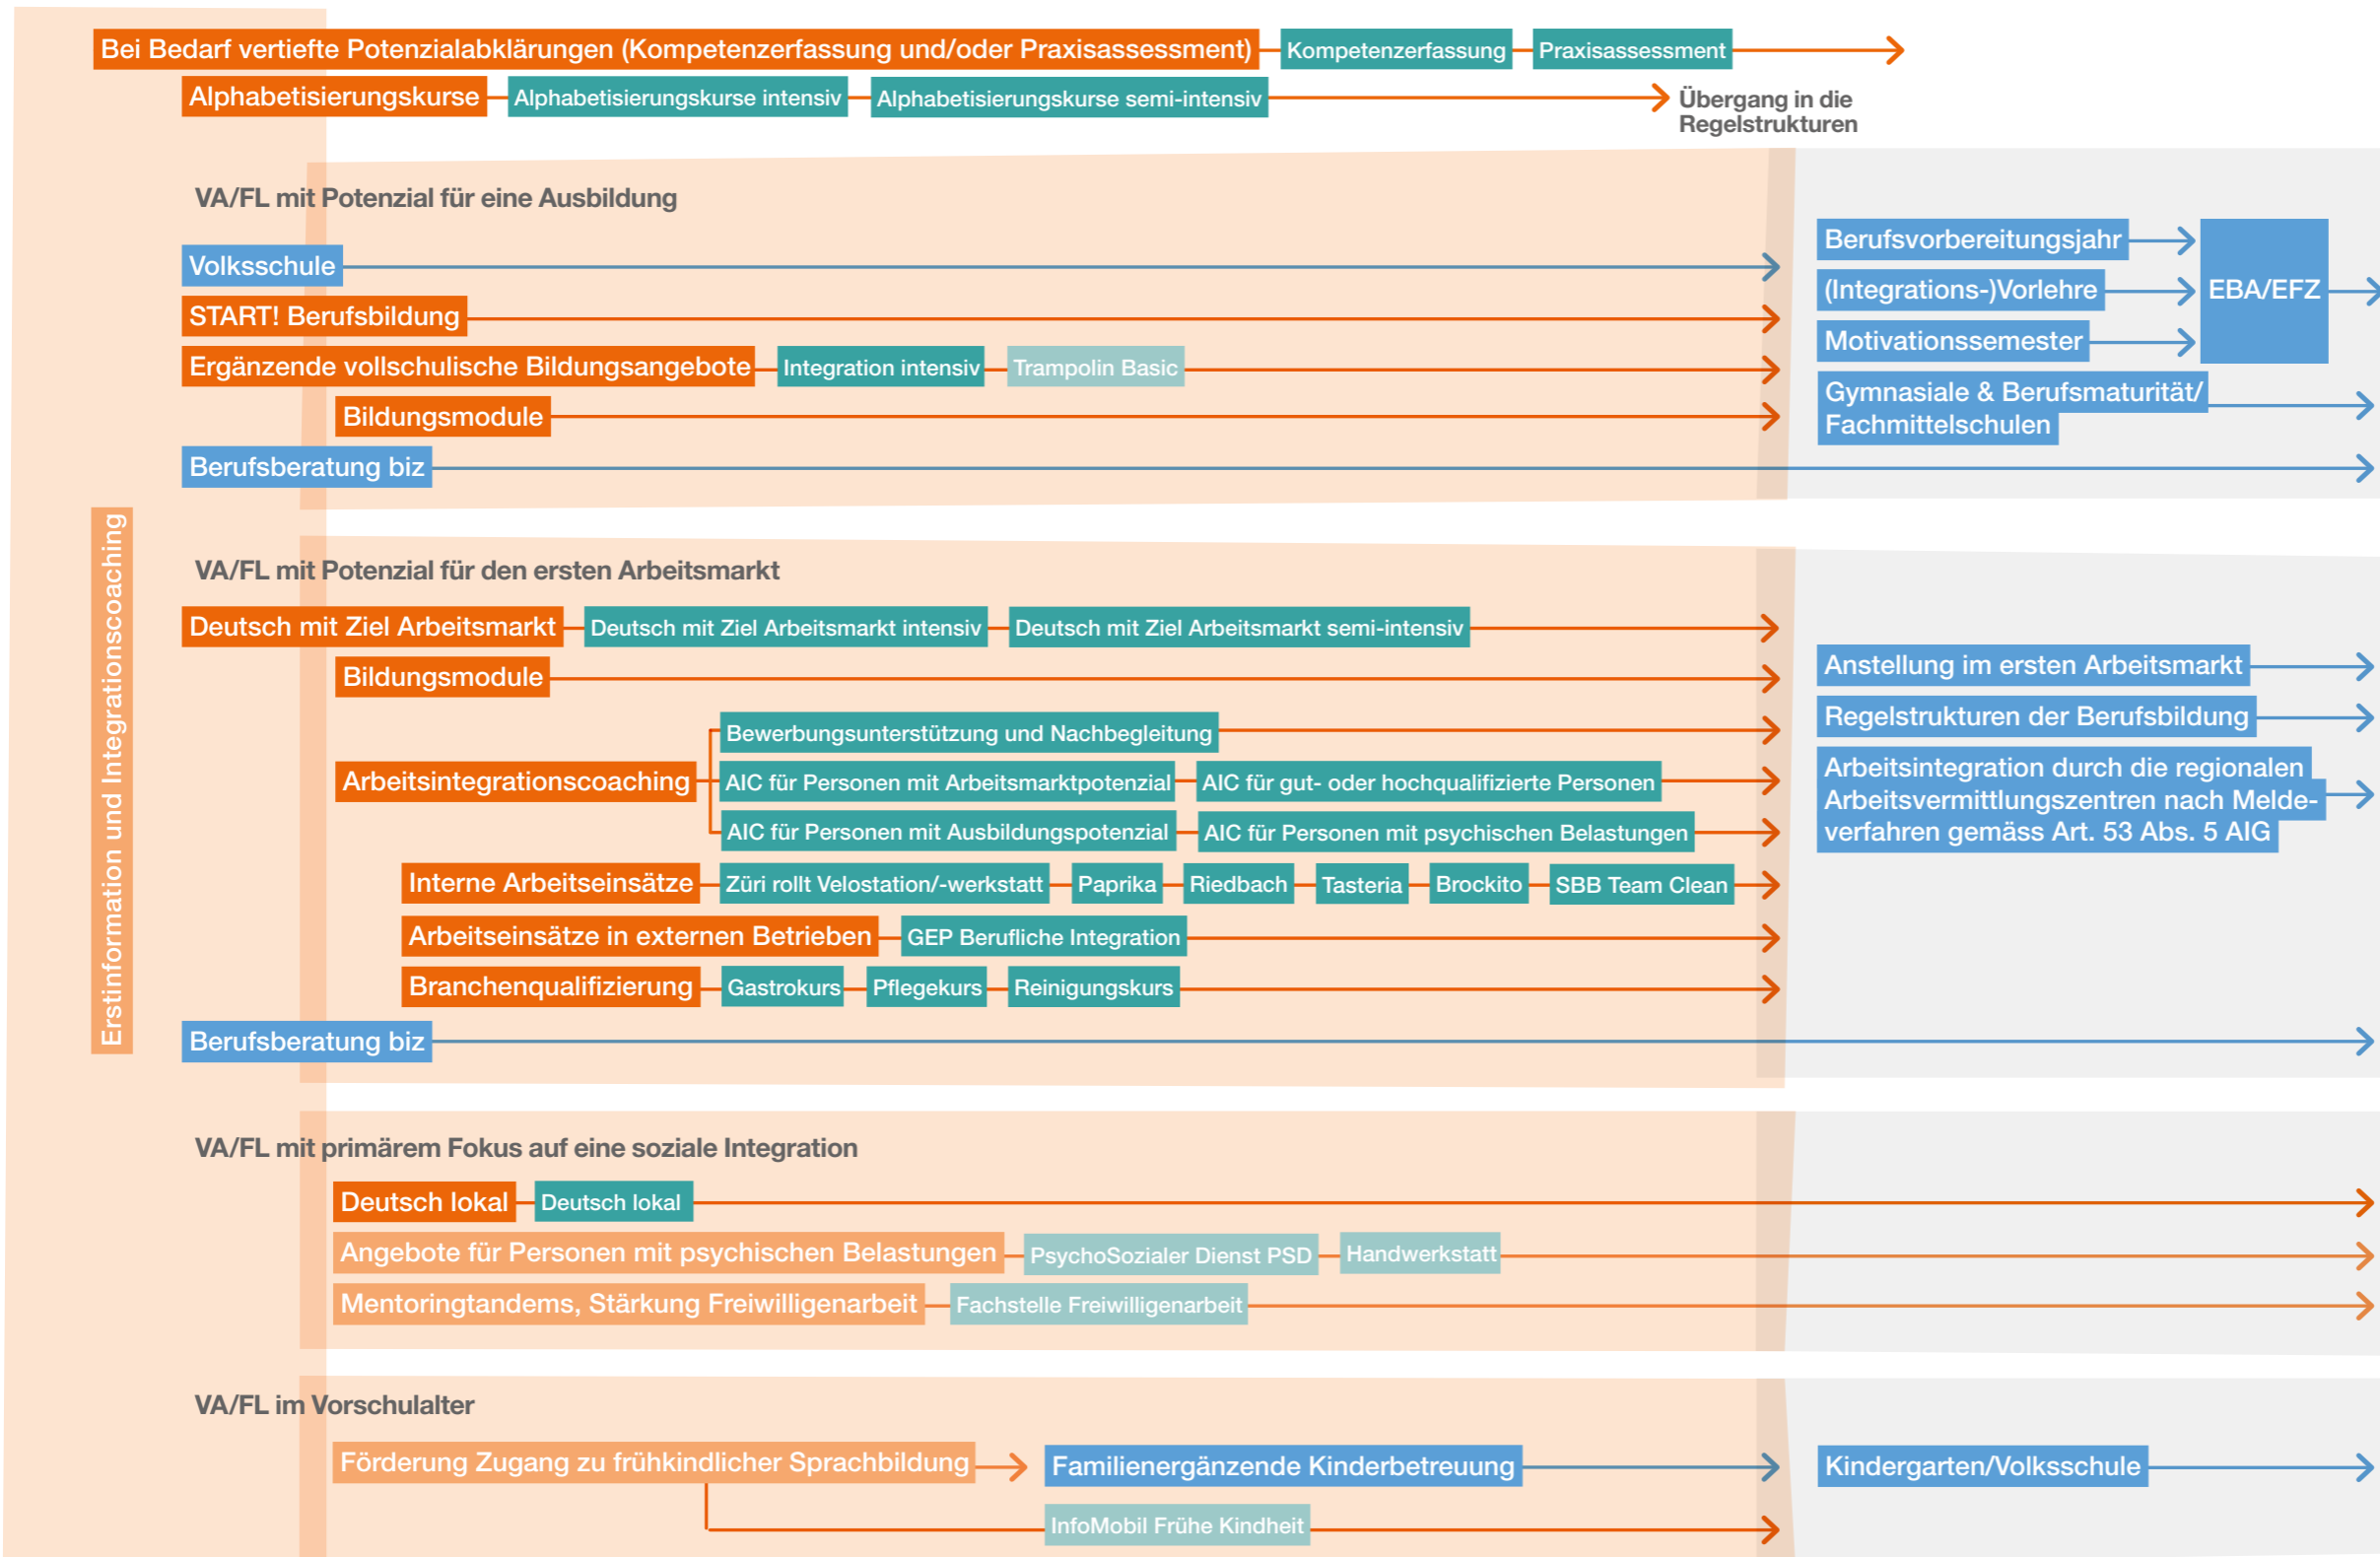 Bei Bedarf vertiefte Potenzialabklärungen (Kompetenzerfassung und/oder Praxisassessment)
Kompetenzerfassung
Praxisassessment
Alphabetisierungskurse
Alphabetisierungskurse intensiv
Alphabetisierungskurse semi-intensiv
Übergang in die
Regelstrukturen
Erstinformation und Integrationscoaching
VA/FL mit Potenzial für eine Ausbildung
Volksschule
START! Berufsbildung
Ergänzende vollschulische Bildungsangebote
Integration intensiv
Trampolin Basic
Bildungsmodule
Berufsberatung biz
Berufsvorbereitungsjahr
(Integrations-)Vorlehre
Motivationssemester
EBA/EFZ
Gymnasiale & Berufsmaturität/
Fachmittelschulen
VA/FL mit Potenzial für den ersten Arbeitsmarkt
Deutsch mit Ziel Arbeitsmarkt
Deutsch mit Ziel Arbeitsmarkt intensiv
Deutsch mit Ziel Arbeitsmarkt semi-intensiv
Bildungsmodule
Arbeitsintegrationscoaching
Bewerbungsunterstützung und Nachbegleitung
AIC für Personen mit Arbeitsmarktpotenzial
AIC für gut- oder hochqualifizierte Personen
AIC für Personen mit Ausbildungspotenzial
AIC für Personen mit psychischen Belastungen
Interne Arbeitseinsätze
Züri rollt Velostation/-werkstatt
Paprika
Riedbach
Tasteria
Brockito
SBB Team Clean
Arbeitseinsätze in externen Betrieben
GEP Berufliche Integration
Branchenqualifizierung
Gastrokurs
Pflegekurs
Reinigungskurs
Berufsberatung biz
Anstellung im ersten Arbeitsmarkt
Regelstrukturen der Berufsbildung
Arbeitsintegration durch die regionalen
Arbeitsvermittlungszentren nach Melde-
verfahren gemäss Art. 53 Abs. 5 AIG
VA/FL mit primärem Fokus auf eine soziale Integration
Deutsch lokal
Deutsch lokal
Angebote für Personen mit psychischen Belastungen
PsychoSozialer Dienst PSD
Handwerkstatt
Mentoringtandems, Stärkung Freiwilligenarbeit
Fachstelle Freiwilligenarbeit
VA/FL im Vorschulalter
Förderung Zugang zu frühkindlicher Sprachbildung
Familienergänzende Kinderbetreuung
Kindergarten/Volksschule
InfoMobil Frühe Kindheit